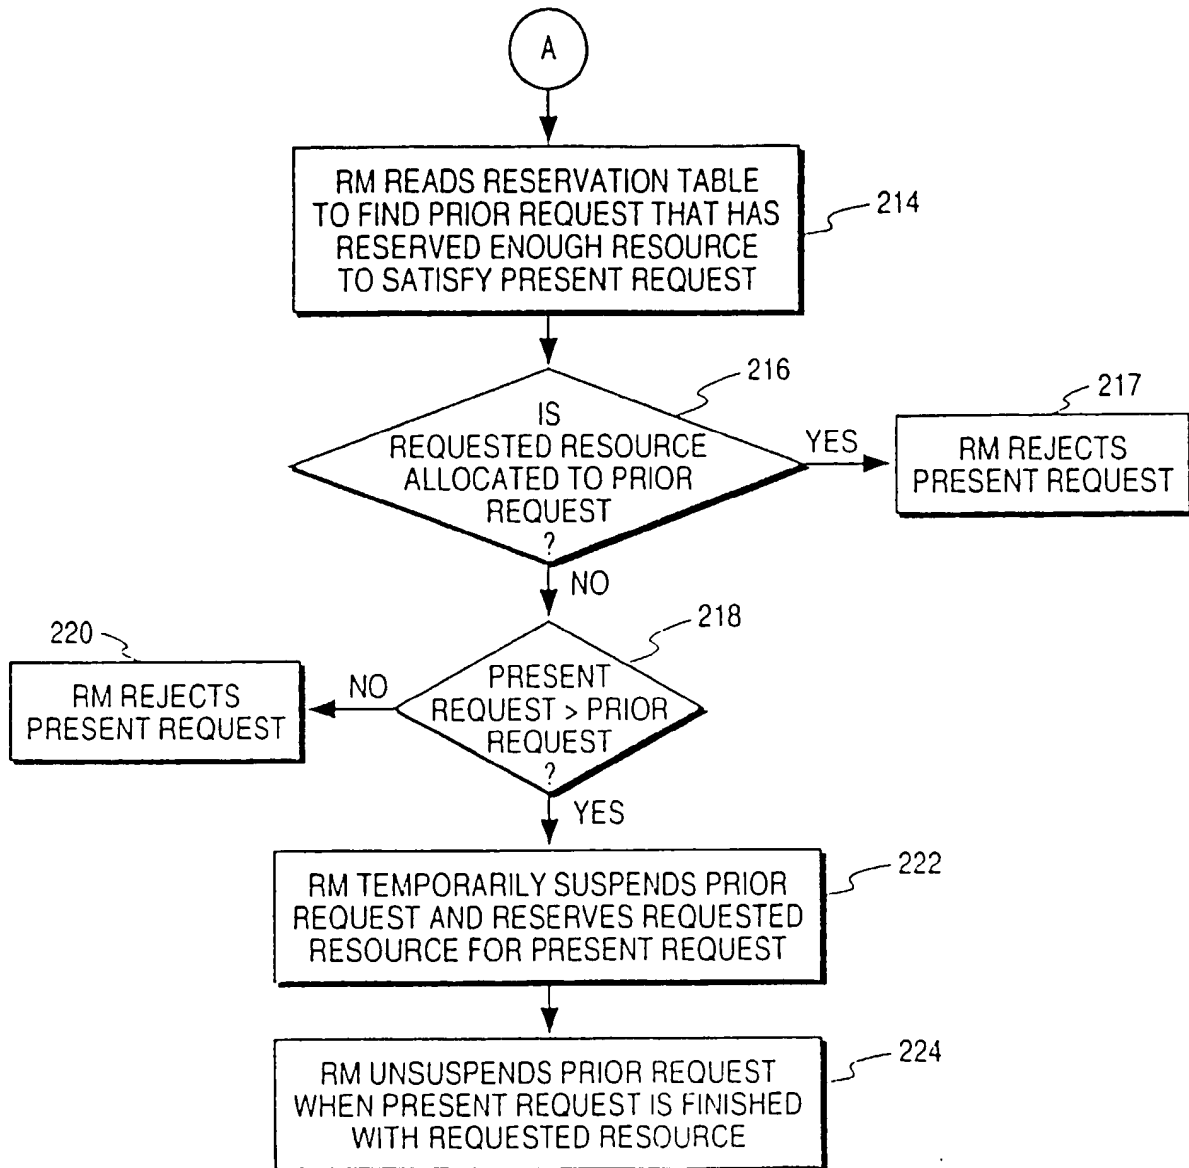 A
RM READS RESERVATION TABLE
TO FIND PRIOR REQUEST THAT HAS
RESERVED ENOUGH RESOURCE
TO SATISFY PRESENT REQUEST
214
IS
REQUESTED RESOURCE
ALLOCATED TO PRIOR
REQUEST
?
216
YES
217
RM REJECTS
PRESENT REQUEST
NO
218
PRESENT
REQUEST > PRIOR
REQUEST
?
NO
220
RM REJECTS
PRESENT REQUEST
YES
RM TEMPORARILY SUSPENDS PRIOR
REQUEST AND RESERVES REQUESTED
RESOURCE FOR PRESENT REQUEST
222
RM UNSUSPENDS PRIOR REQUEST
WHEN PRESENT REQUEST IS FINISHED
WITH REQUESTED RESOURCE
224